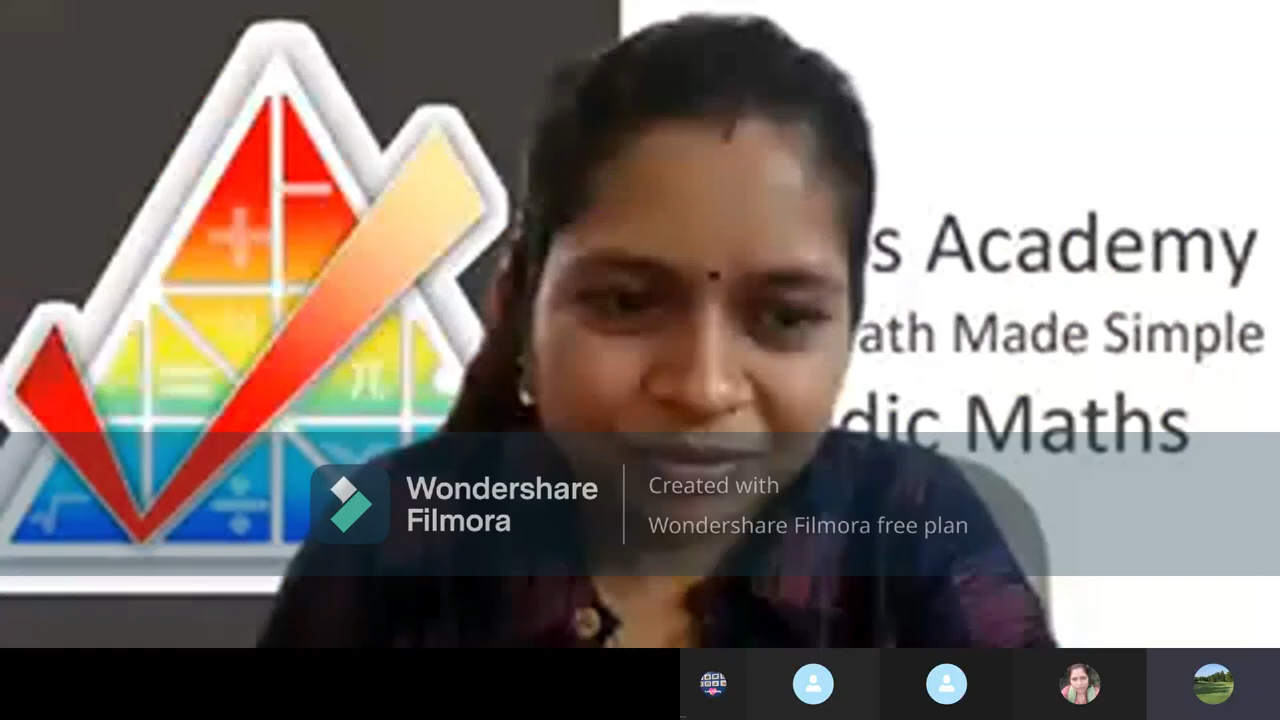 s Academy
ath Made Simple
dic Maths
Wondershare
Filmora
Created with
Wondershare Filmora free plan